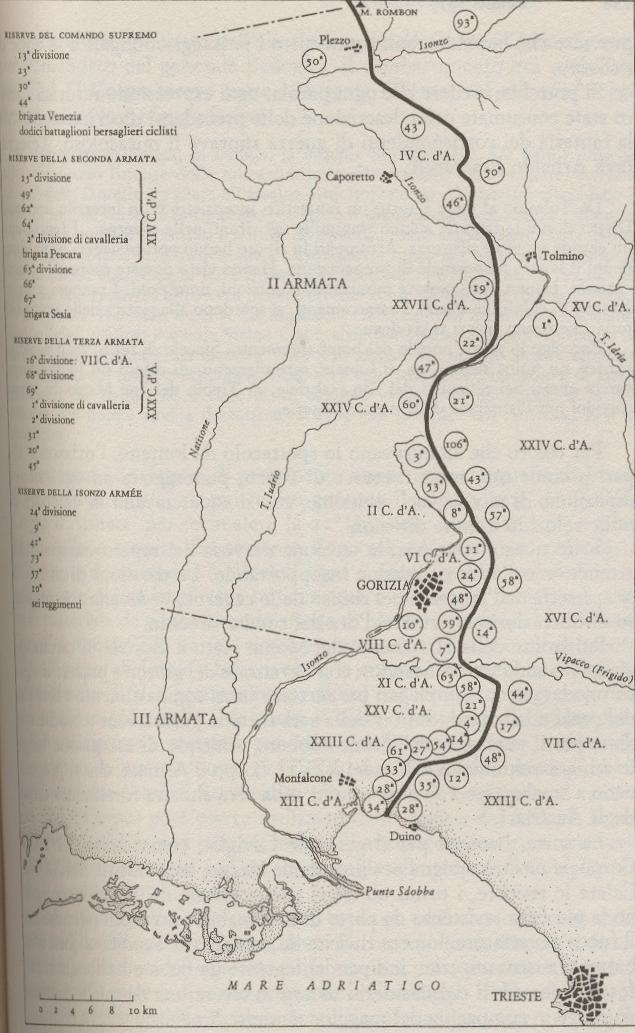 M. ROMBON
93ª
RISERVE DEL COMANDO SUPREMO
Plezzo
Isonzo
13ª divisione
50ª
23ª
30ª
44ª
brigata Venezia
dodici battaglioni bersaglieri ciclisti
43ª
IV C. d'A.
RISERVE DELLA SECONDA ARMATA
50ª
Caporetto
Isonzo
25ª divisione
49ª
62ª
64ª
2ª divisione di cavalleria
XIV C. d'A.
brigata Pescara
65ª divisione
66ª
67ª
brigata Sesia
46ª
Tolmino
II ARMATA
19ª
XXVII C. d'A.
XV C. d'A.
1ª
T. Idria
RISERVE DELLA TERZA ARMATA
22ª
16ª divisione: VII C. d'A.
68ª divisione
69ª
1ª divisione di cavalleria
XXX C. d'A.
2ª divisione
31ª
20ª
45ª
47ª
60ª
XXIV C. d'A.
21ª
Natisone
T. Iudrio
106ª
XXIV C. d'A.
3ª
43ª
53ª
II C. d'A.
8ª
57ª
RISERVE DELLA ISONZO ARMÉE
24ª divisione
9ª
41ª
73ª
57ª
10ª
sei reggimenti
11ª
VI C. d'A.
24ª
58ª
GORIZIA
48ª
10ª
59ª
14ª
XVI C. d'A.
VIII C. d'A.
7ª
Isonzo
Vipacco (Frigido)
63ª
XI C. d'A.
58ª
44ª
21ª
XXV C. d'A.
III ARMATA
4ª
17ª
XXIII C. d'A.
61ª
27ª
54ª
14ª
VII C. d'A.
48ª
33ª
12ª
Monfalcone
28ª
35ª
XIII C. d'A.
34ª
28ª
XXIII C. d'A.
Duino
Punta Sdobba
MARE ADRIATICO
TRIESTE
0 2 4 6 8 10 km